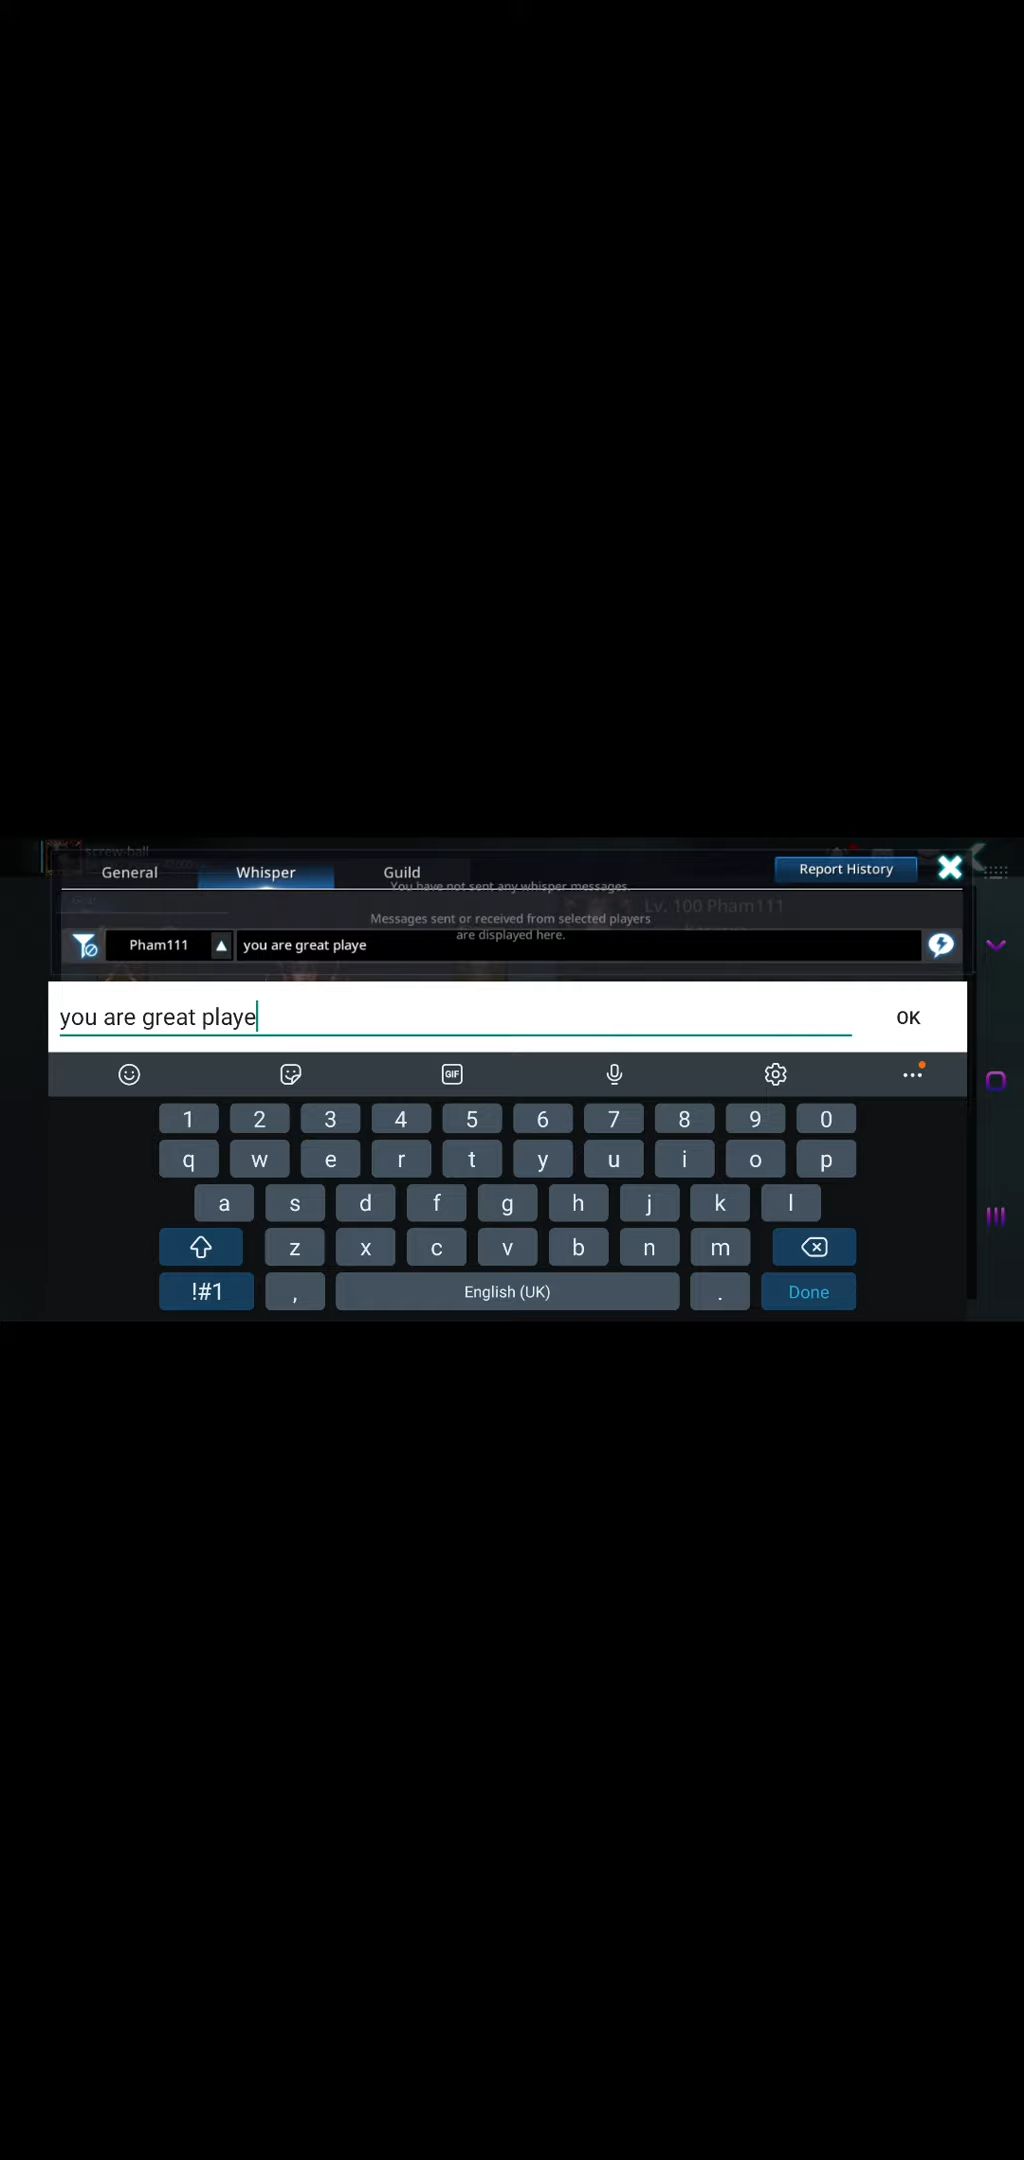 screw-ball
General Whisper Guild Report History
You have not sent any whisper messages.
Lv. 100 Pham111
Messages sent or received from selected players
are displayed here.
Pham111 ▲ you are great playe
you are great playe OK
GIF
1 2 3 4 5 6 7 8 9 0
q w e r t y u i o p
a s d f g h j k l
z x c v b n m
!#1 , English (UK) . Done